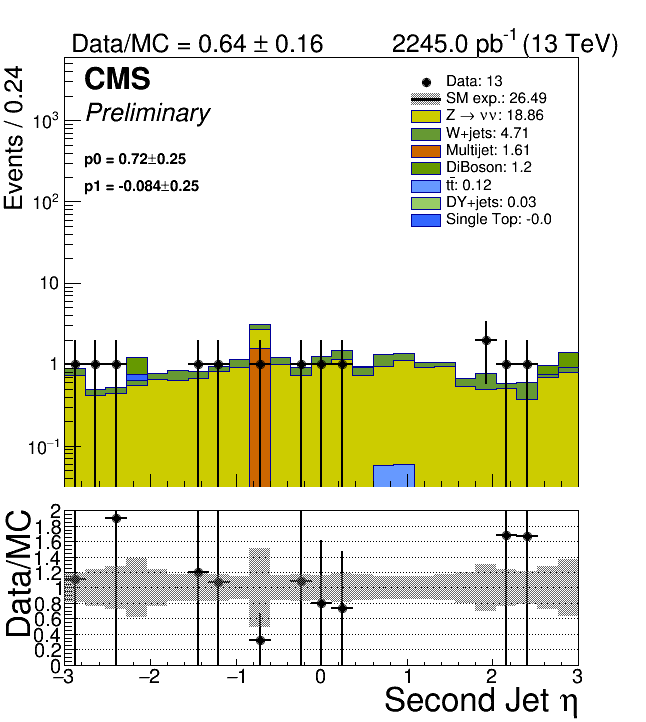 Data/MC = 0.64 ± 0.16
2245.0 pb⁻¹ (13 TeV)
Events / 0.24
CMS
Preliminary
p0 = 0.72±0.25
p1 = -0.084±0.25
Data: 13
SM exp.: 26.49
Z → νν: 18.86
W+jets: 4.71
Multijet: 1.61
DiBoson: 1.2
tt̄: 0.12
DY+jets: 0.03
Single Top: -0.0
10³
10²
10
1
10⁻¹
Data/MC
2
1.8
1.6
1.4
1.2
1
0.8
0.6
0.4
0.2
0
−3 −2 −1 0 1 2 3
Second Jet η